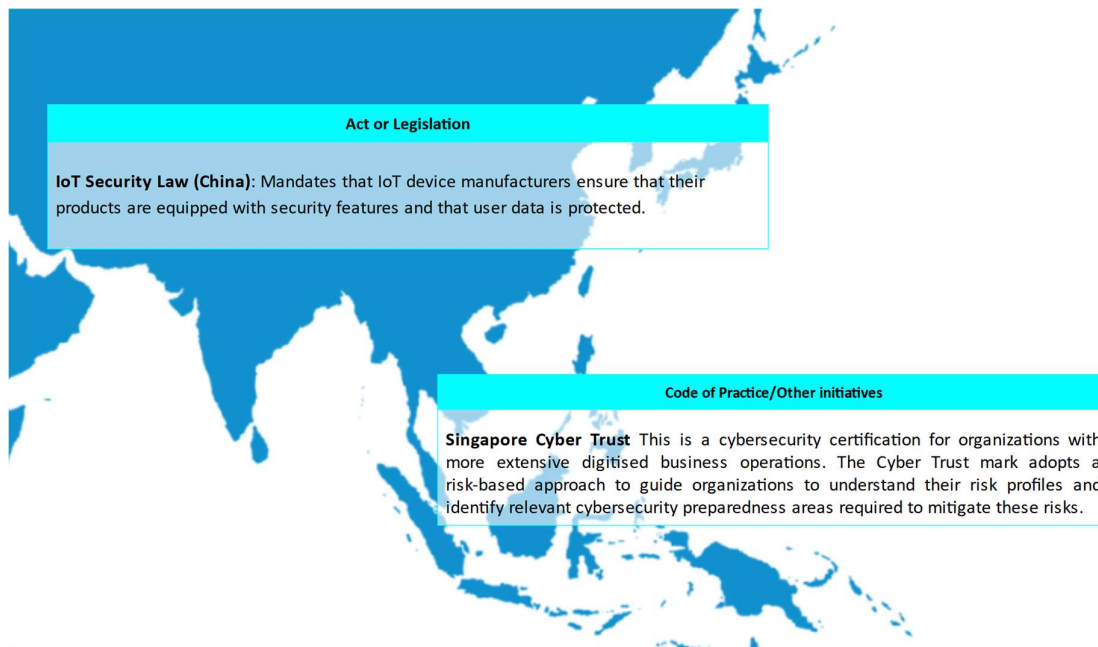 Act or Legislation
IoT Security Law (China): Mandates that IoT device manufacturers ensure that their
products are equipped with security features and that user data is protected.
Code of Practice/Other initiatives
Singapore Cyber Trust This is a cybersecurity certification for organizations with
more extensive digitised business operations. The Cyber Trust mark adopts a
risk-based approach to guide organizations to understand their risk profiles and
identify relevant cybersecurity preparedness areas required to mitigate these risks.